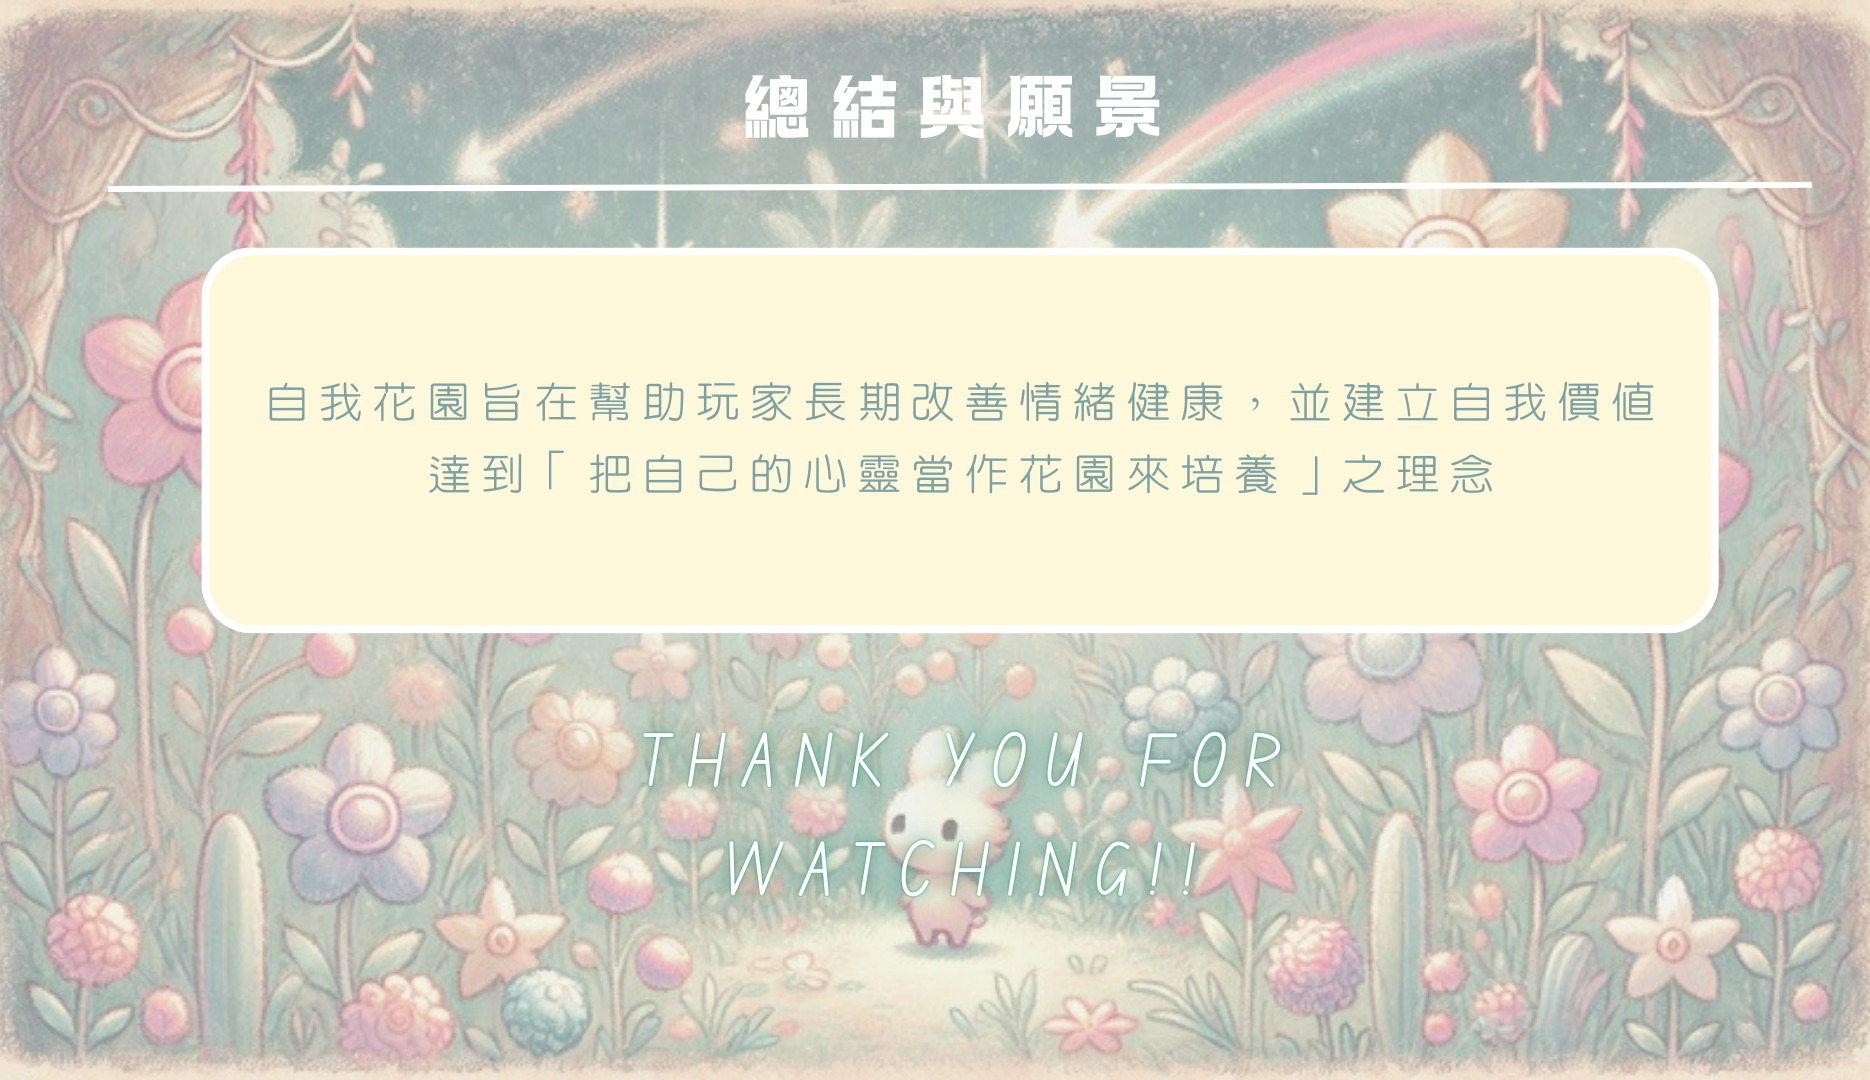 總結與願景
自我花園旨在幫助玩家長期改善情緒健康，並建立自我價值
達到「把自己的心靈當作花園來培養」之理念
THANK YOU FOR
WATCHING!!